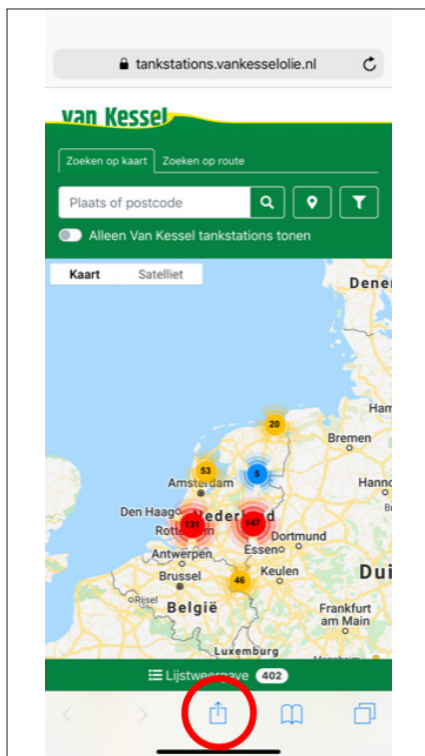 tankstations.vankesselolie.nl
van Kessel
Zoeken op kaart Zoeken op route
Plaats of postcode
Alleen Van Kessel tankstations tonen
Kaart Satelliet
Dene
20
Ham
Bremen
53
5
Amsterdam
Hanno
Den Haag Nederland
131
147
Rotterdam
Dortmund
Antwerpen Essen
Brussel
46
Keulen
Dui
Rijsel
België
Frankfurt
am Main
Luxemburg
Lijstweergave 402